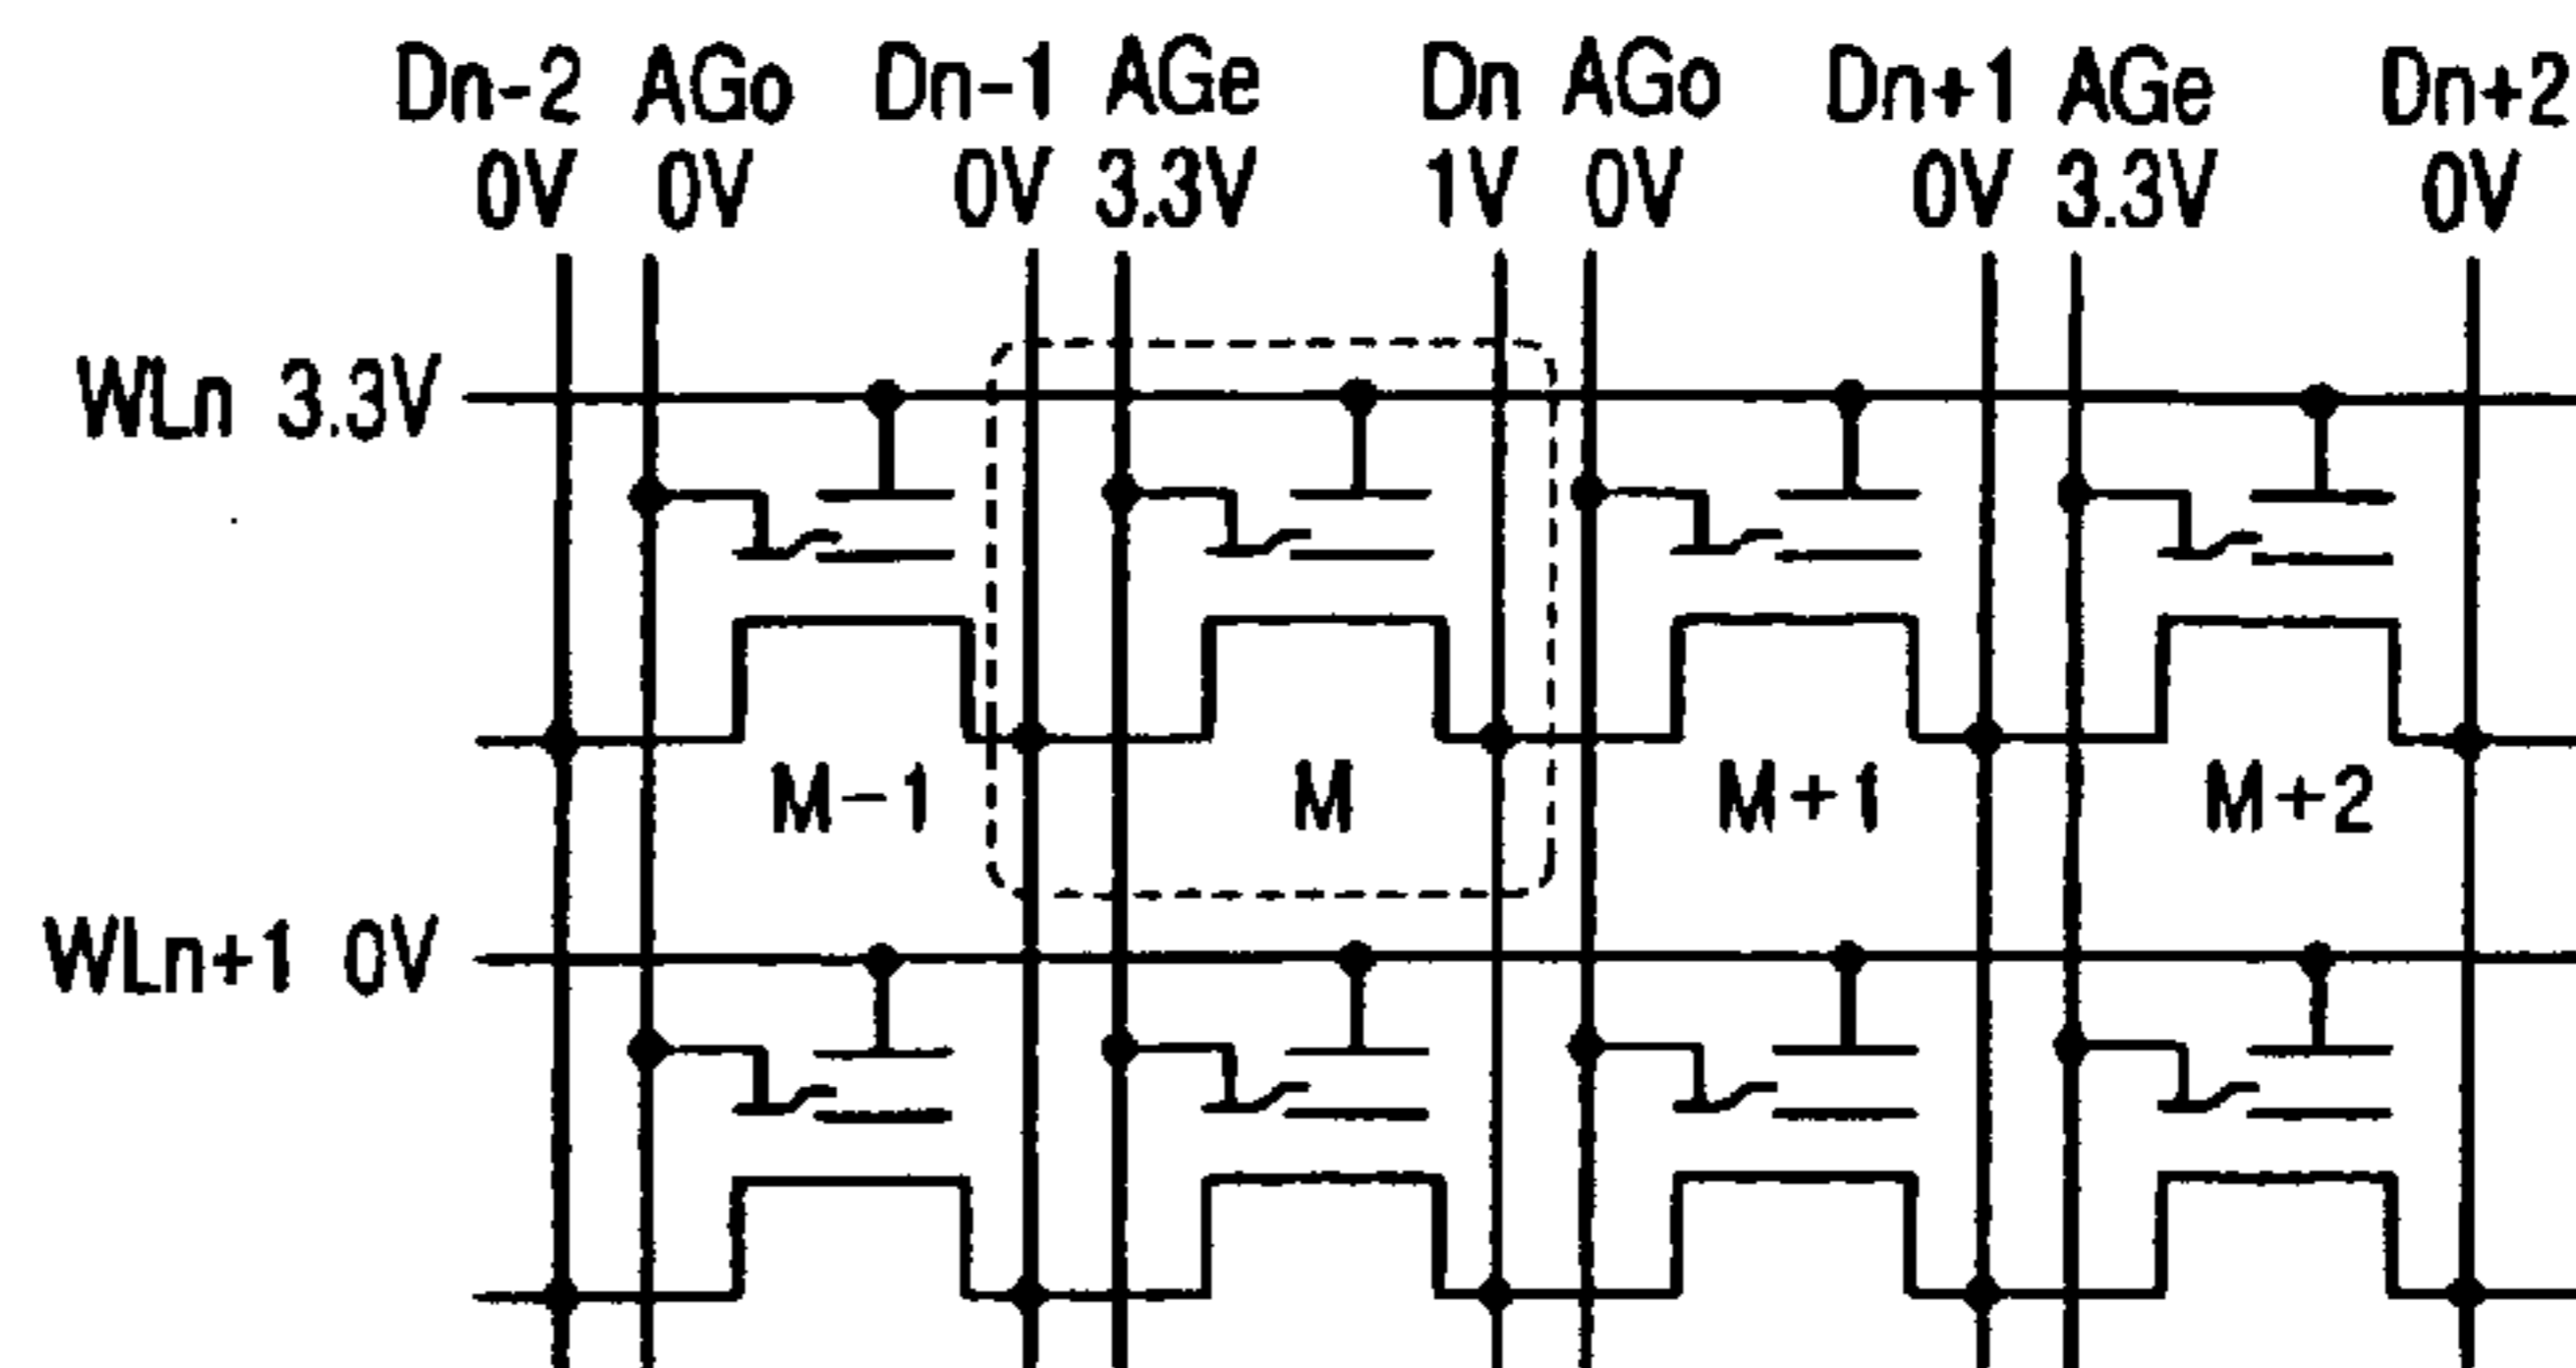 Dn-2 AGo Dn-1 AGe Dn AGo Dn+1 AGe Dn+2
0V 0V 0V 3.3V 1V 0V 0V 3.3V 0V
WLn 3.3V
M-1 M M+1 M+2
WLn+1 0V